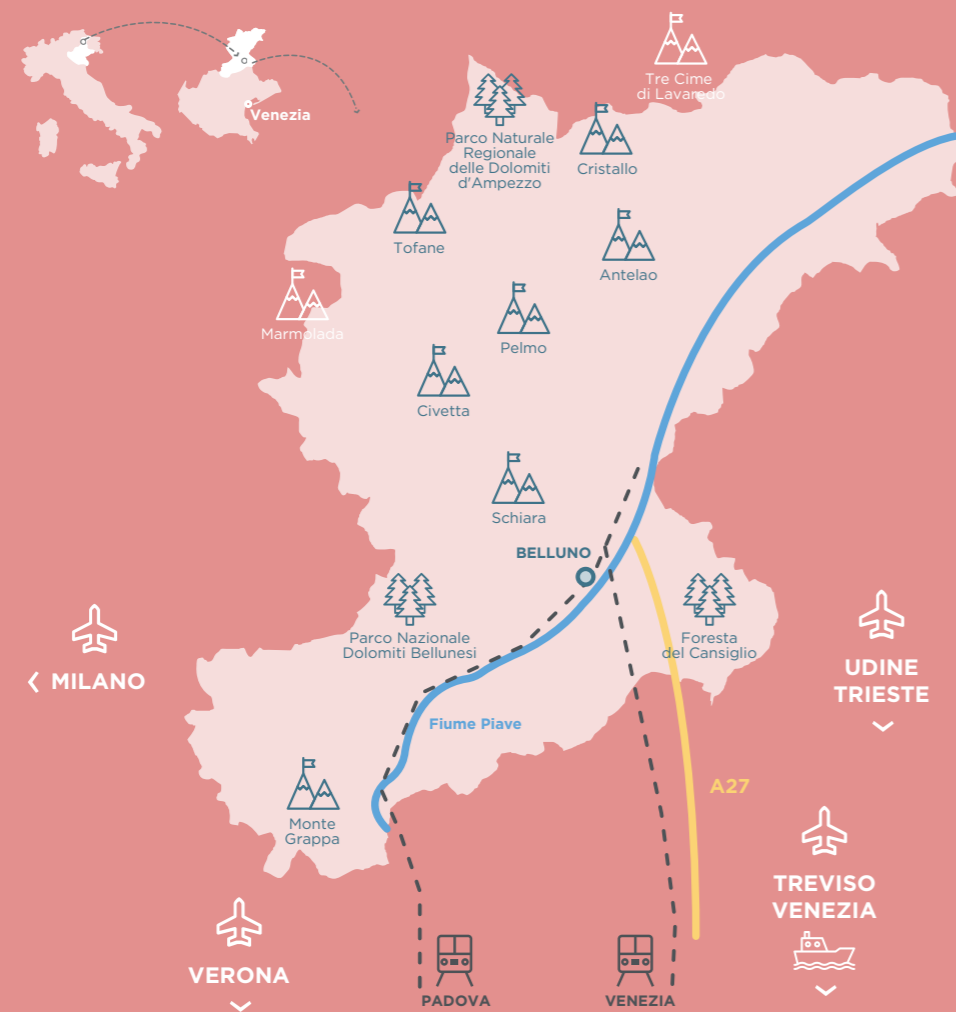 Venezia
Tre Cime
di Lavaredo
Parco Naturale
Regionale
delle Dolomiti
d'Ampezzo
Cristallo
Tofane
Antelao
Marmolada
Pelmo
Civetta
Schiara
BELLUNO
Parco Nazionale
Dolomiti Bellunesi
Foresta
del Cansiglio
MILANO
UDINE
TRIESTE
Fiume Piave
A27
Monte
Grappa
TREVISO
VENEZIA
VERONA
PADOVA
VENEZIA